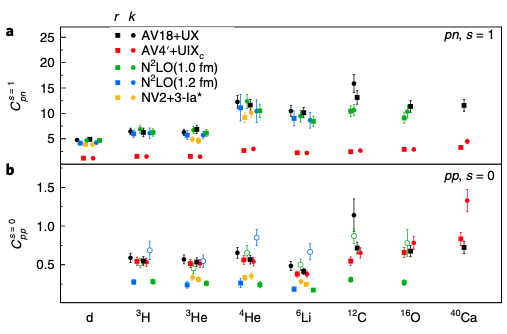 r k
a
pn, s = 1
AV18+UX
AV4′+UIXc
N²LO(1.0 fm)
N²LO(1.2 fm)
NV2+3-Ia*
25
20
15
10
5
C pn s = 1
b
pp, s = 0
1.5
1.0
0.5
C pp s = 0
d ³H ³He ⁴He ⁶Li ¹²C ¹⁶O ⁴⁰Ca